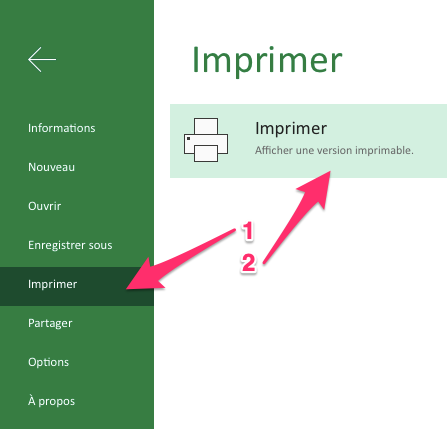 Imprimer
Informations
Nouveau
Ouvrir
Enregistrer sous
Imprimer
Partager
Options
À propos
Imprimer
Afficher une version imprimable.
1
2